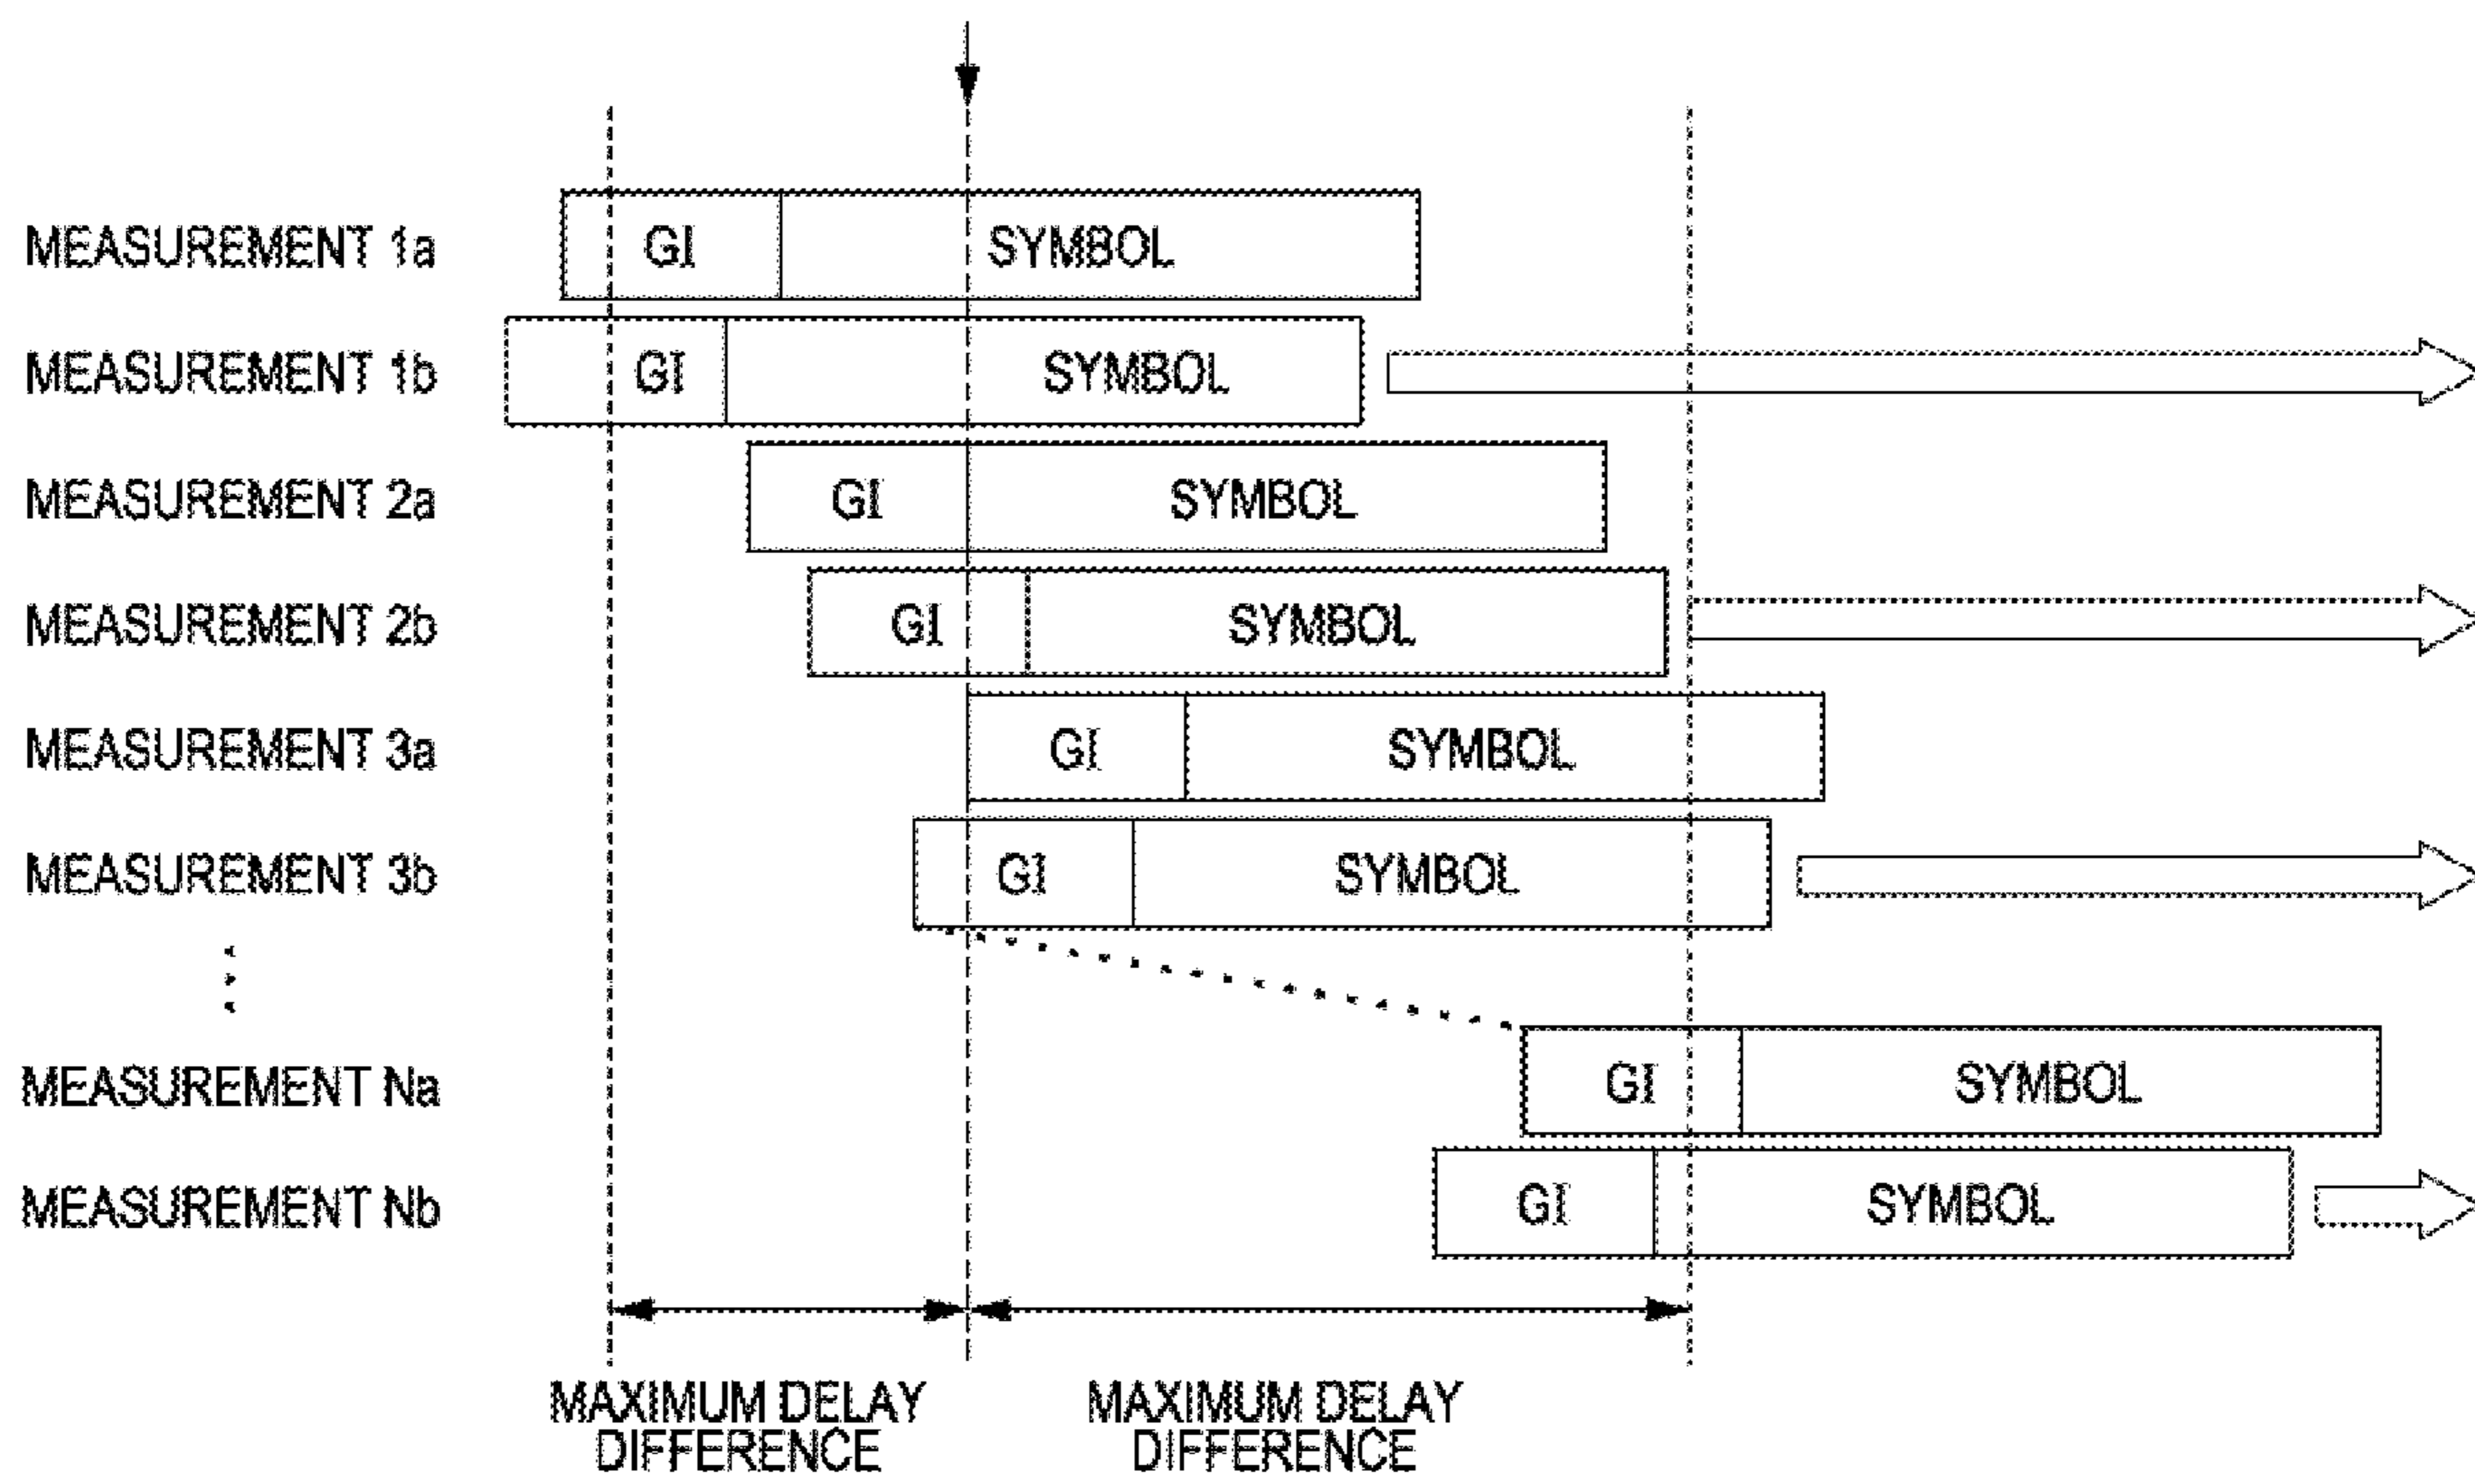 MEASUREMENT 1a GI SYMBOL
MEASUREMENT 1b GI SYMBOL
MEASUREMENT 2a GI SYMBOL
MEASUREMENT 2b GI SYMBOL
MEASUREMENT 3a GI SYMBOL
MEASUREMENT 3b GI SYMBOL
MEASUREMENT Na GI SYMBOL
MEASUREMENT Nb GI SYMBOL
MAXIMUM DELAY
DIFFERENCE
MAXIMUM DELAY
DIFFERENCE